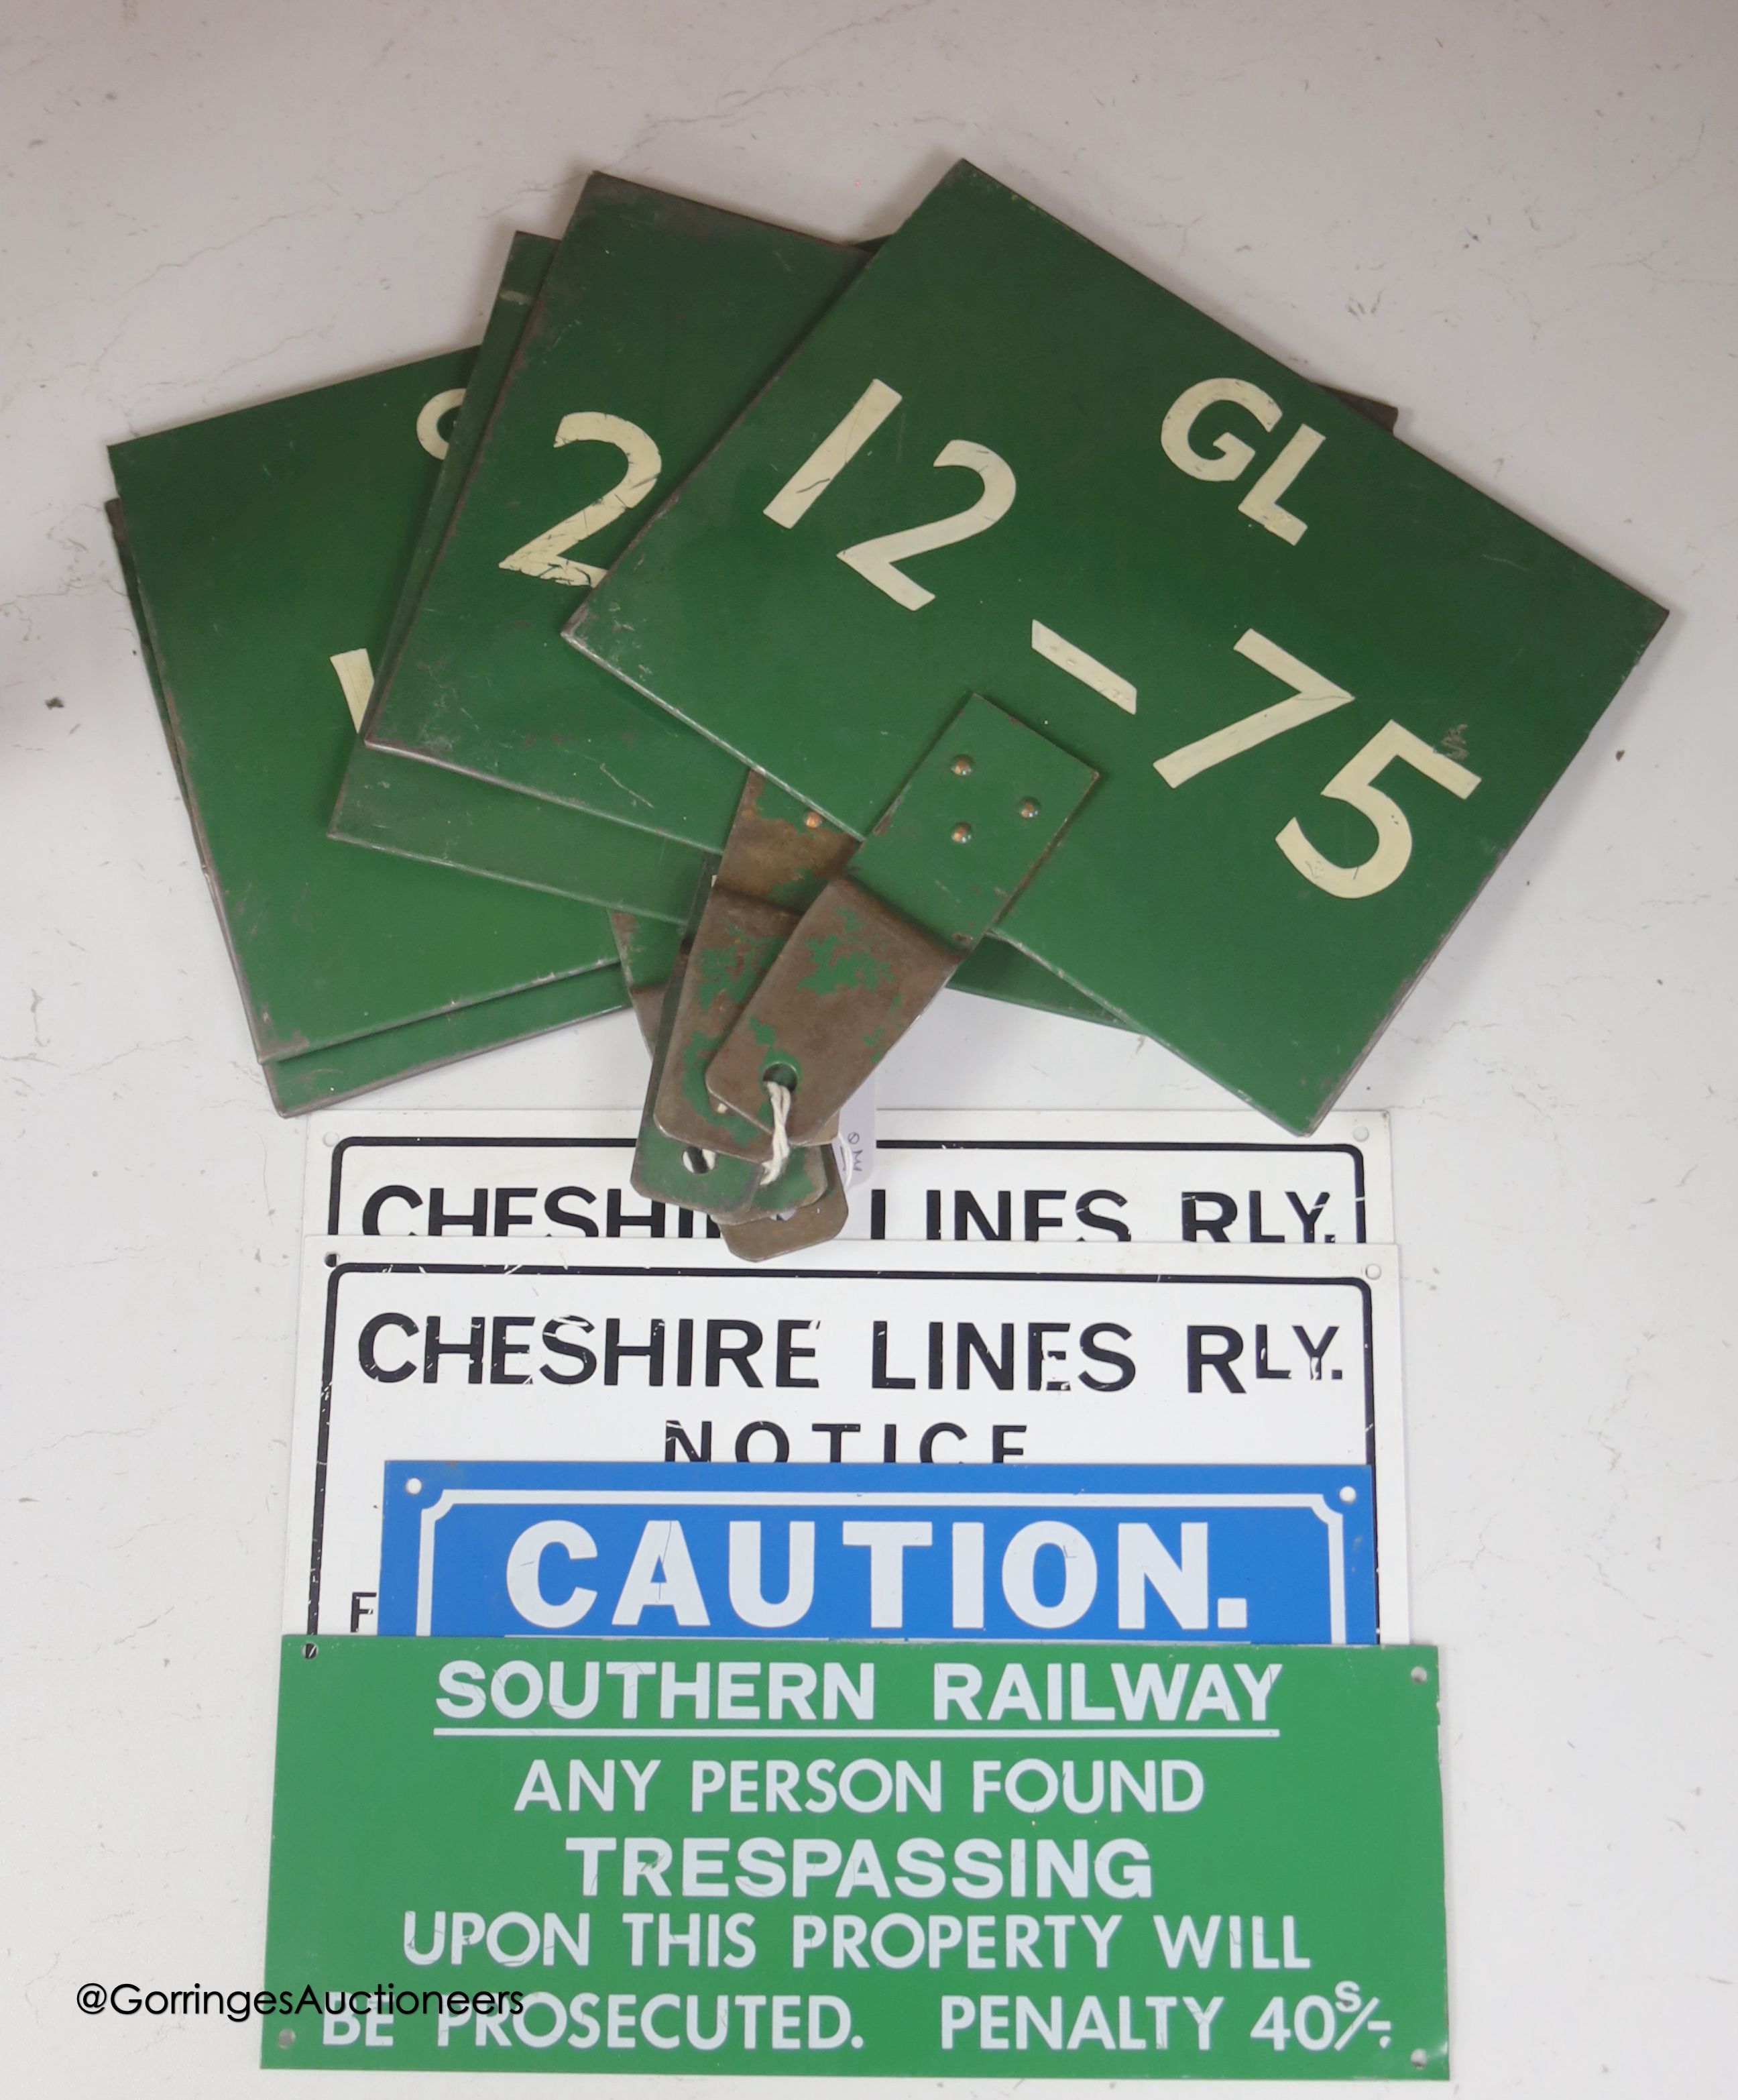 GL
12-75
2
CHESHIRE LINES RLY.
CHESHIRE LINES RLY.
NOTICE
F
CAUTION.
SOUTHERN RAILWAY
ANY PERSON FOUND
TRESPASSING
UPON THIS PROPERTY WILL
BE PROSECUTED. PENALTY 40S/-
@GorringesAuctioneers